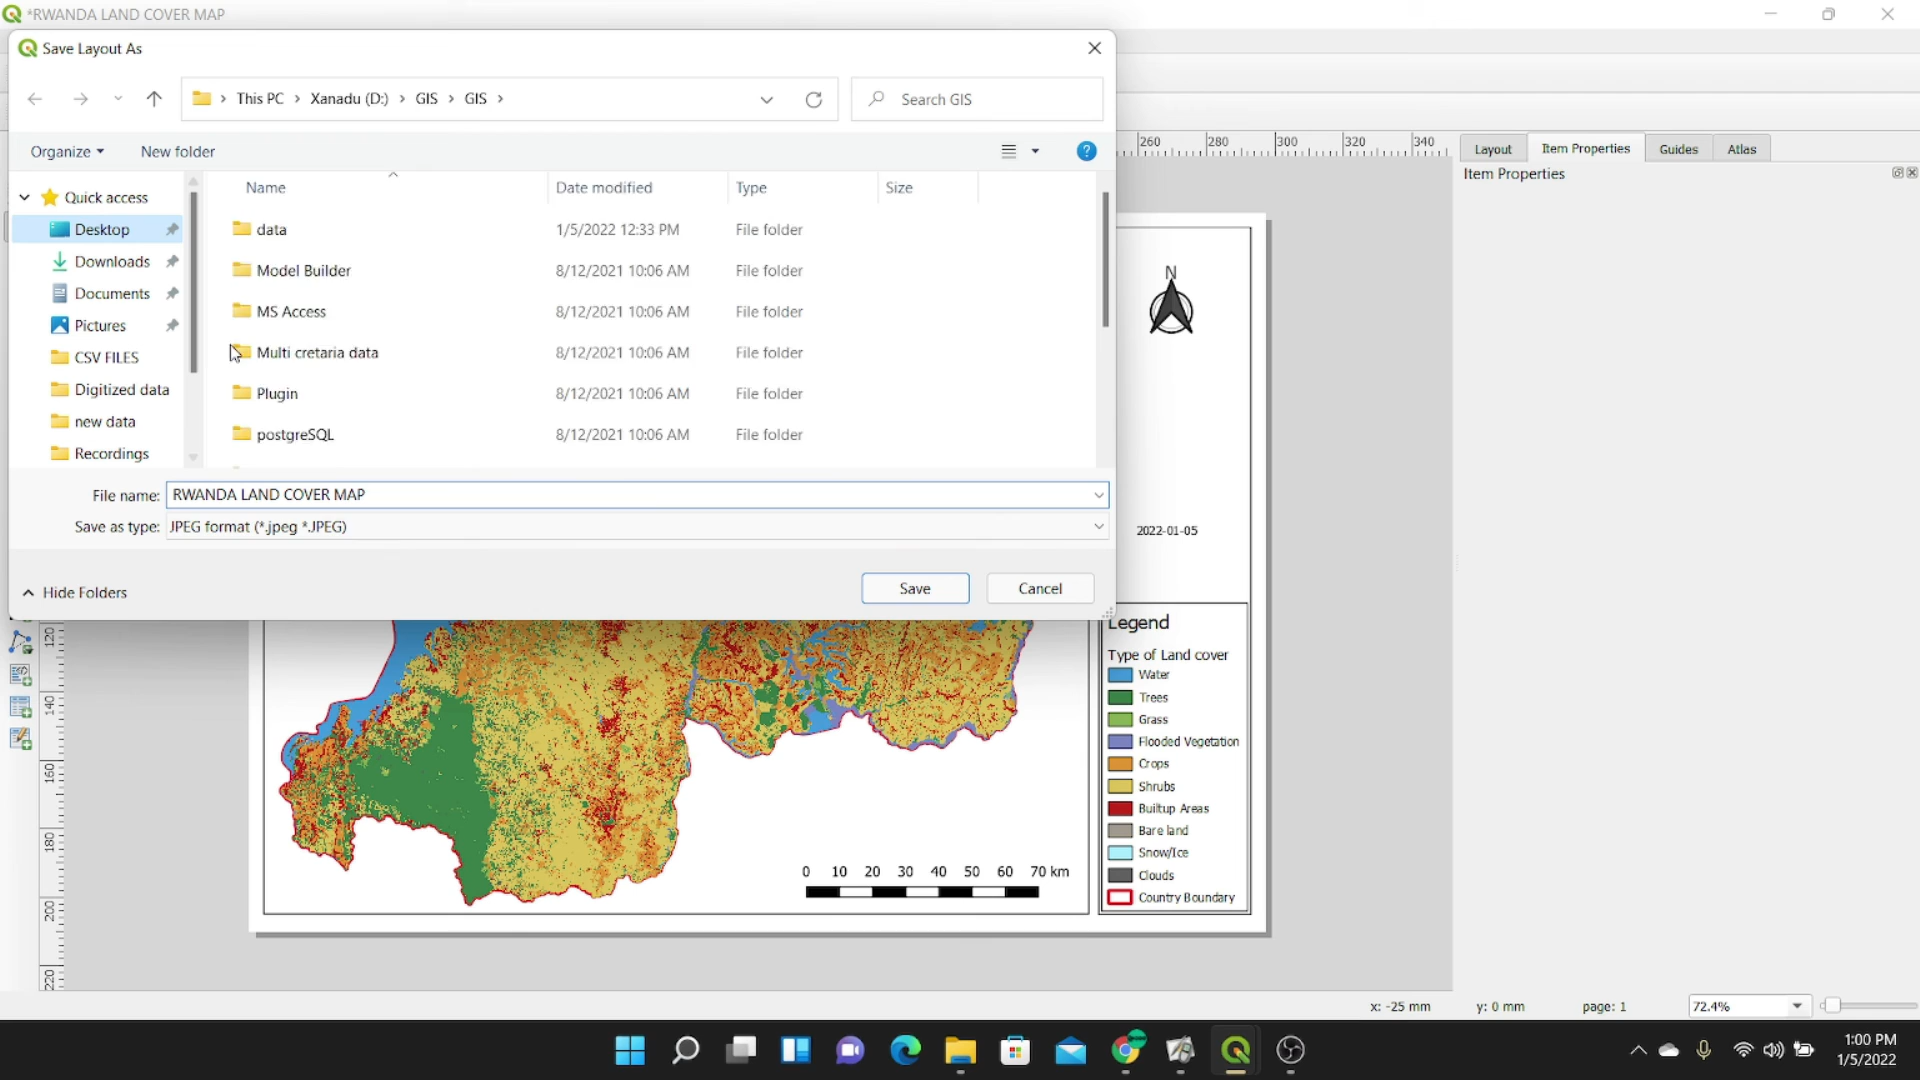 *RWANDA LAND COVER MAP
Save Layout As
This PC > Xanadu (D:) > GIS > GIS >
Search GIS
Organize
New folder
Quick access
Desktop
Downloads
Documents
Pictures
CSV FILES
Digitized data
new data
Recordings
Name Date modified Type Size
data 1/5/2022 12:33 PM File folder
Model Builder 8/12/2021 10:06 AM File folder
MS Access 8/12/2021 10:06 AM File folder
Multi cretaria data 8/12/2021 10:06 AM File folder
Plugin 8/12/2021 10:06 AM File folder
postgreSQL 8/12/2021 10:06 AM File folder
File name: RWANDA LAND COVER MAP
Save as type: JPEG format (*.jpeg *.JPEG)
Hide Folders
Save
Cancel
260 280 300 320 340
Layout Item Properties Guides Atlas
Item Properties
N
2022-01-05
120
140
160
180
200
220
Legend
Type of Land cover
Water
Trees
Grass
Flooded Vegetation
Crops
Shrubs
Builtup Areas
Bare land
Snow/Ice
Clouds
Country Boundary
0 10 20 30 40 50 60 70 km
x: -25 mm y: 0 mm page: 1 72.4%
1:00 PM
1/5/2022